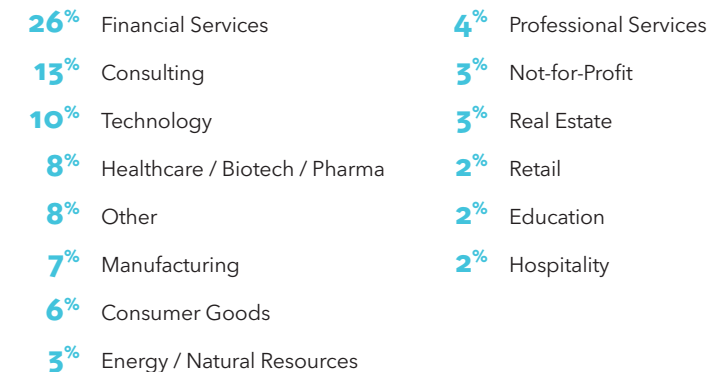 26% Financial Services
13% Consulting
10% Technology
8% Healthcare / Biotech / Pharma
8% Other
7% Manufacturing
6% Consumer Goods
3% Energy / Natural Resources
4% Professional Services
3% Not-for-Profit
3% Real Estate
2% Retail
2% Education
2% Hospitality